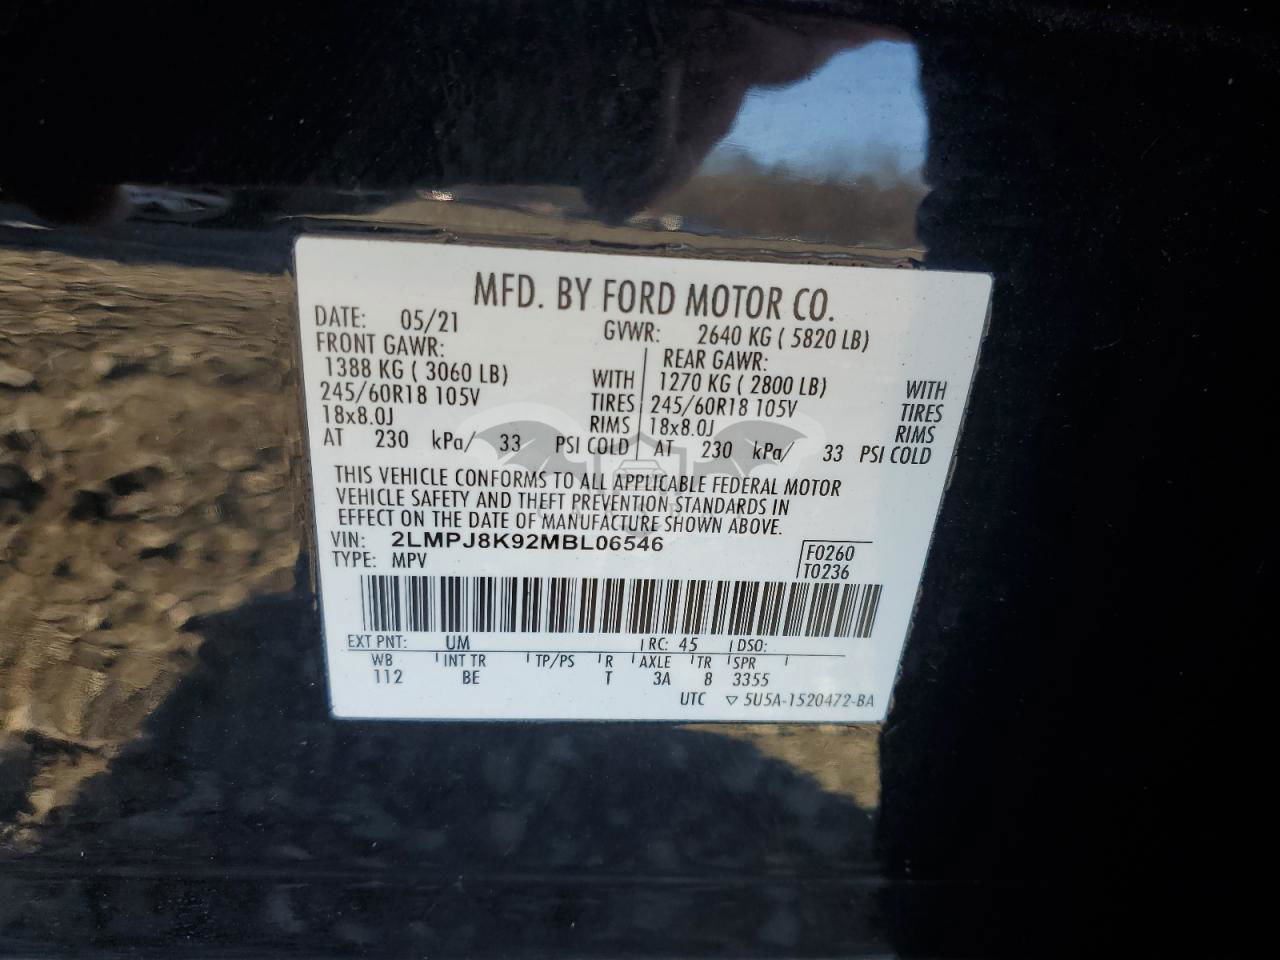 MFD. BY FORD MOTOR CO.
DATE: 05/21 GVWR: 2640 KG ( 5820 LB)
FRONT GAWR: REAR GAWR:
1388 KG ( 3060 LB) WITH 1270 KG ( 2800 LB) WITH
245/60R18 105V TIRES 245/60R18 105V TIRES
18x8.0J RIMS 18x8.0J RIMS
AT 230 kPa/ 33 PSI COLD AT 230 kPa/ 33 PSI COLD
THIS VEHICLE CONFORMS TO ALL APPLICABLE FEDERAL MOTOR
VEHICLE SAFETY AND THEFT PREVENTION STANDARDS IN
EFFECT ON THE DATE OF MANUFACTURE SHOWN ABOVE.
VIN: 2LMPJ8K92MBL06546 F0260
TYPE: MPV T0236
EXT PNT: UM RC: 45 DSO:
WB INT TR TP/PS R AXLE TR SPR
112 BE T 3A 8 3355
UTC ▽ 5U5A-1520472-BA